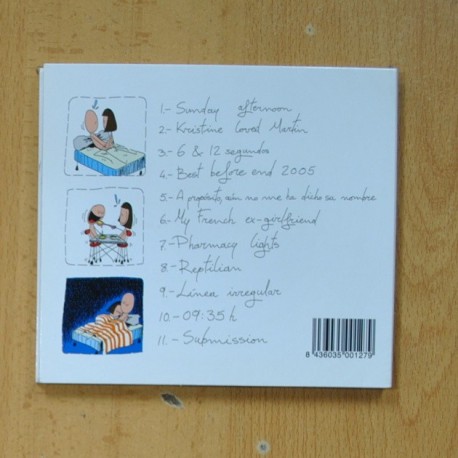 1.- Sunday afternoon
2.- Kristine loved Martin
3.- 6 & 12 segundos
4.- Best before end 2005
5.- A propósito, aún no me ha dicho su nombre
6.- My French ex-girlfriend
7.- Pharmacy lights
8.- Reptilian
9.- Línea irregular
10.- 09:35 h
11.- Submission
8 436035 001279